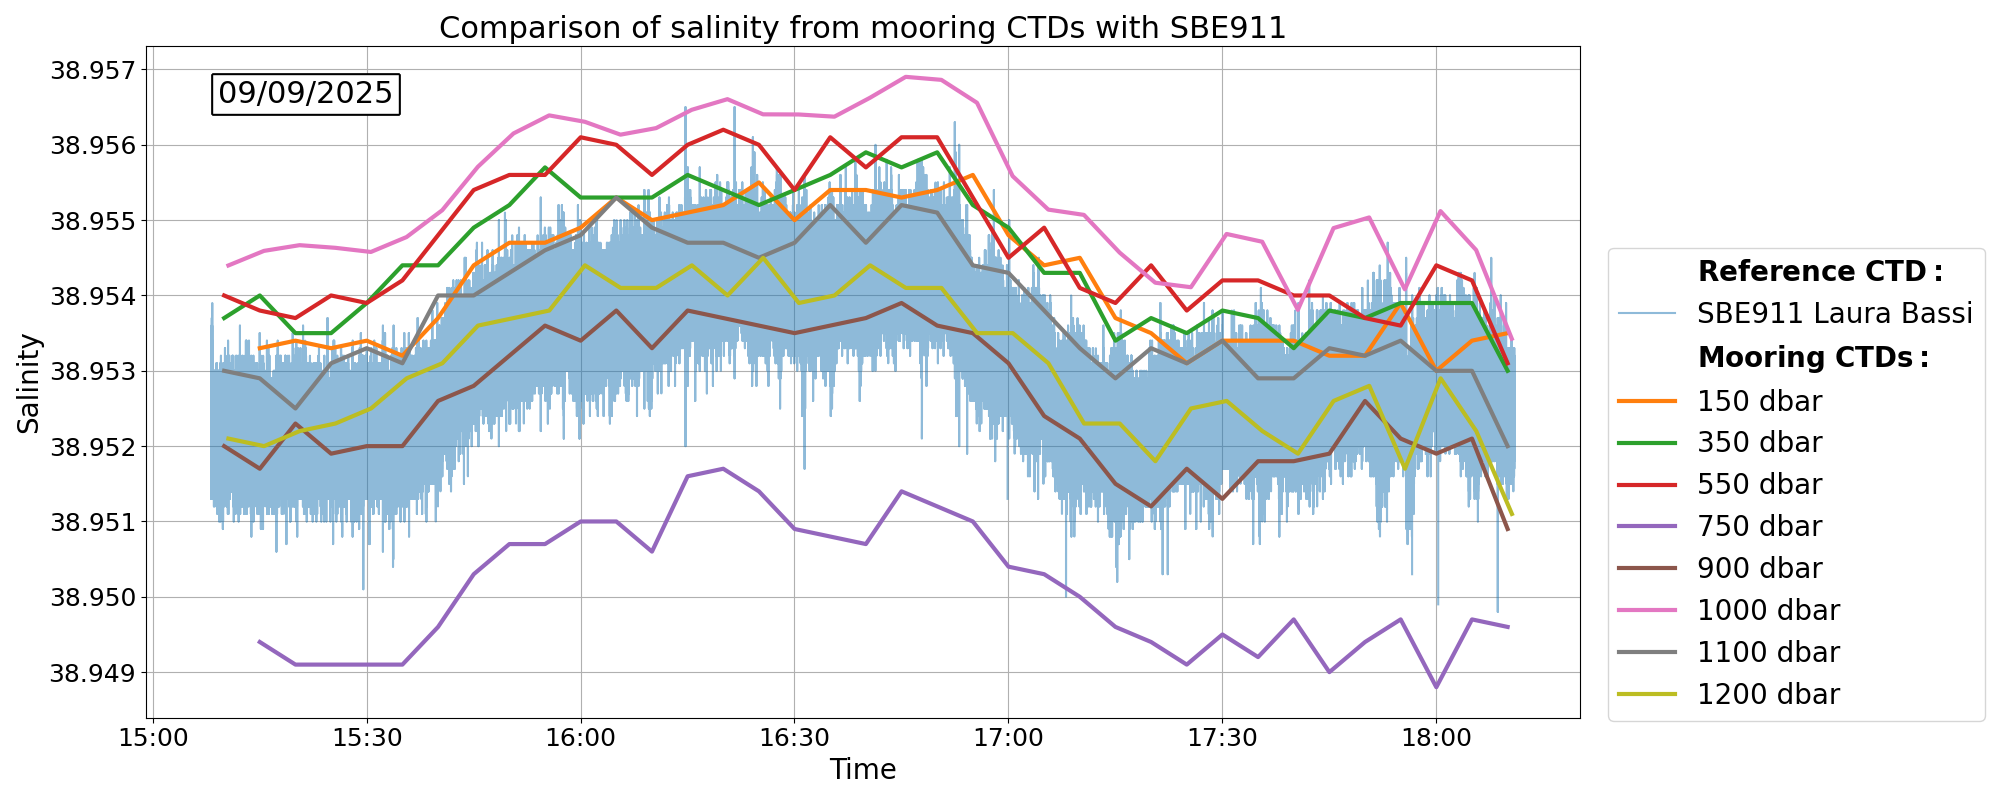 Comparison of salinity from mooring CTDs with SBE911
09/09/2025
38.957
38.956
38.955
38.954
38.953
38.952
38.951
38.950
38.949
Salinity
15:00 15:30 16:00 16:30 17:00 17:30 18:00
Time
Reference CTD:
SBE911 Laura Bassi
Mooring CTDs:
150 dbar
350 dbar
550 dbar
750 dbar
900 dbar
1000 dbar
1100 dbar
1200 dbar